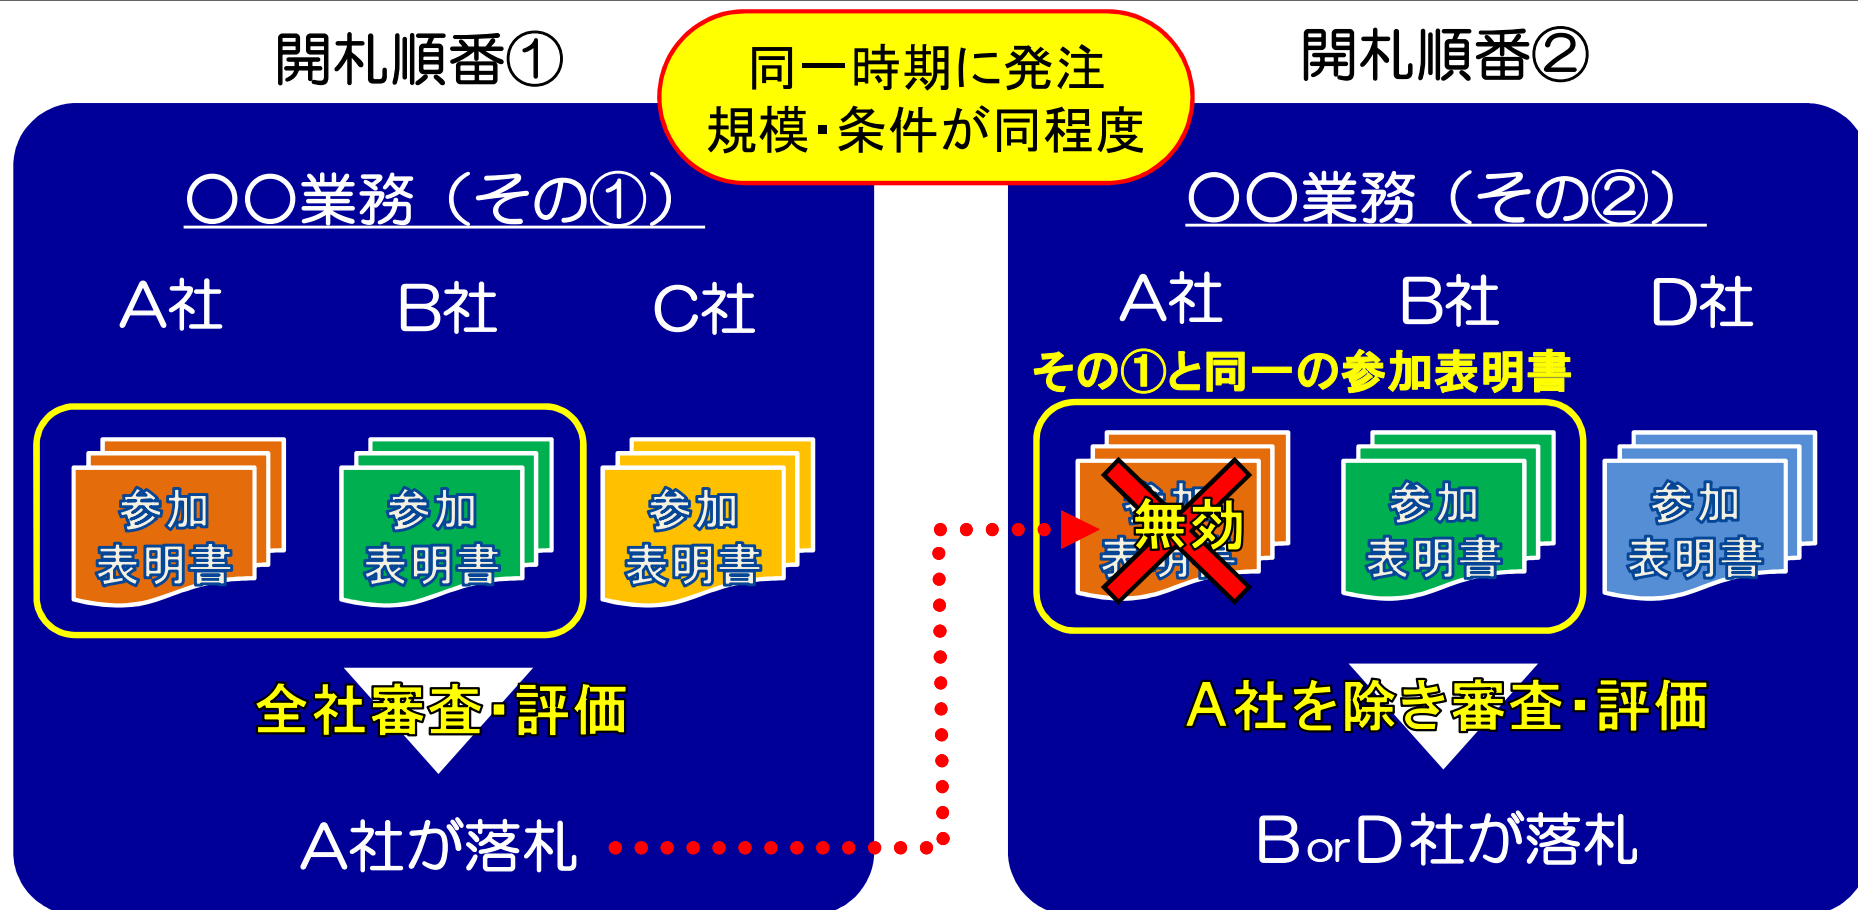 開札順番①
同一時期に発注
規模・条件が同程度
開札順番②
〇〇業務（その①）
A社
B社
C社
参加
表明書
参加
表明書
参加
表明書
全社審査・評価
A社が落札
〇〇業務（その②）
A社
B社
D社
その①と同一の参加表明書
参加
表明書
無効
参加
表明書
参加
表明書
A社を除き審査・評価
BorD社が落札